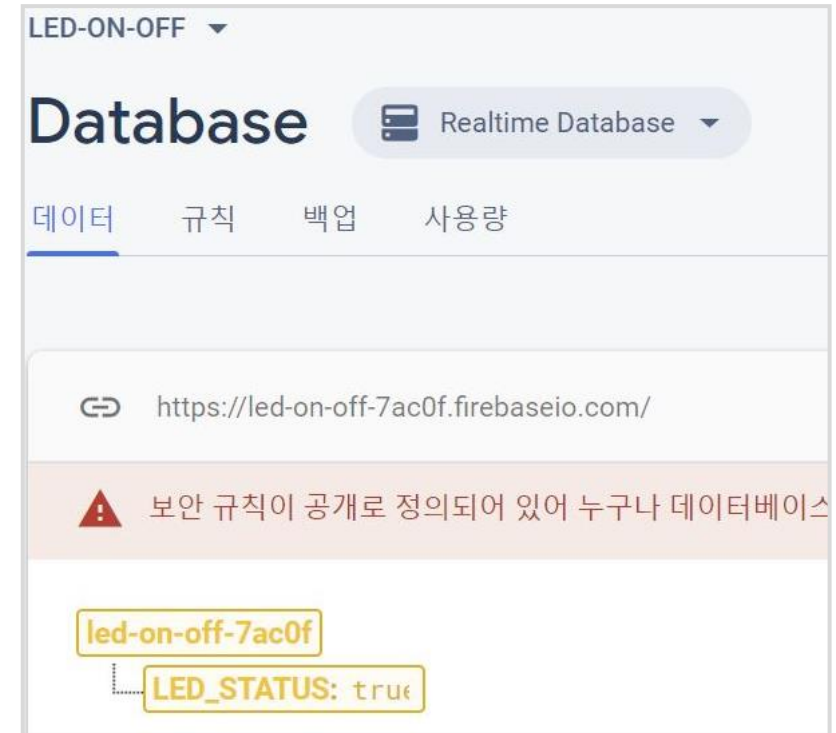 LED-ON-OFF
Database Realtime Database
데이터 규칙 백업 사용량
https://led-on-off-7ac0f.firebaseio.com/
보안 규칙이 공개로 정의되어 있어 누구나 데이터베이스
led-on-off-7ac0f
LED_STATUS: true